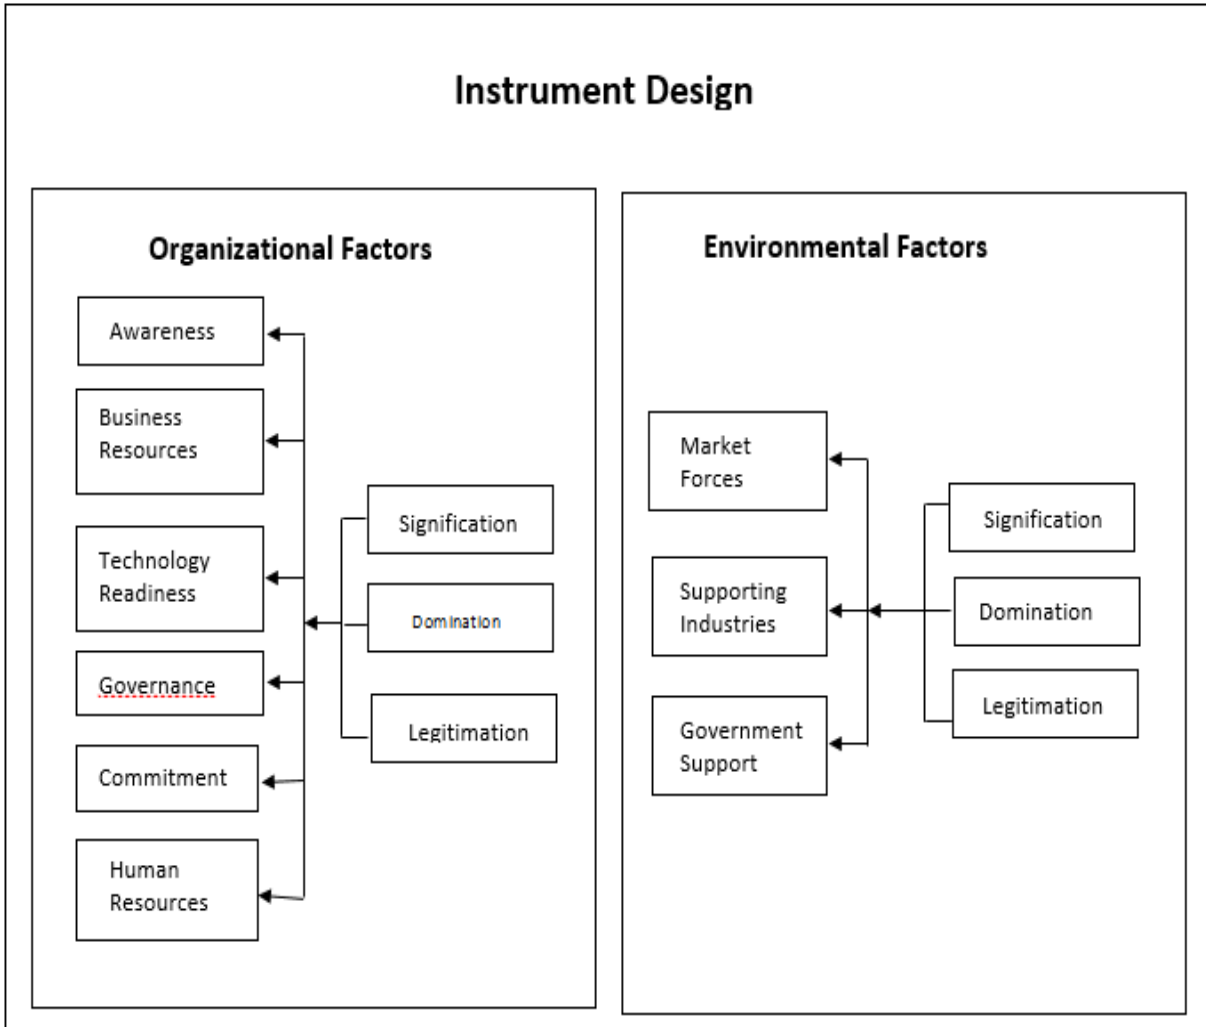 Instrument Design
Organizational Factors
Awareness
Business
Resources
Technology
Readiness
Governance
Commitment
Human
Resources
Signification
Domination
Legitimation
Environmental Factors
Market
Forces
Supporting
Industries
Government
Support
Signification
Domination
Legitimation